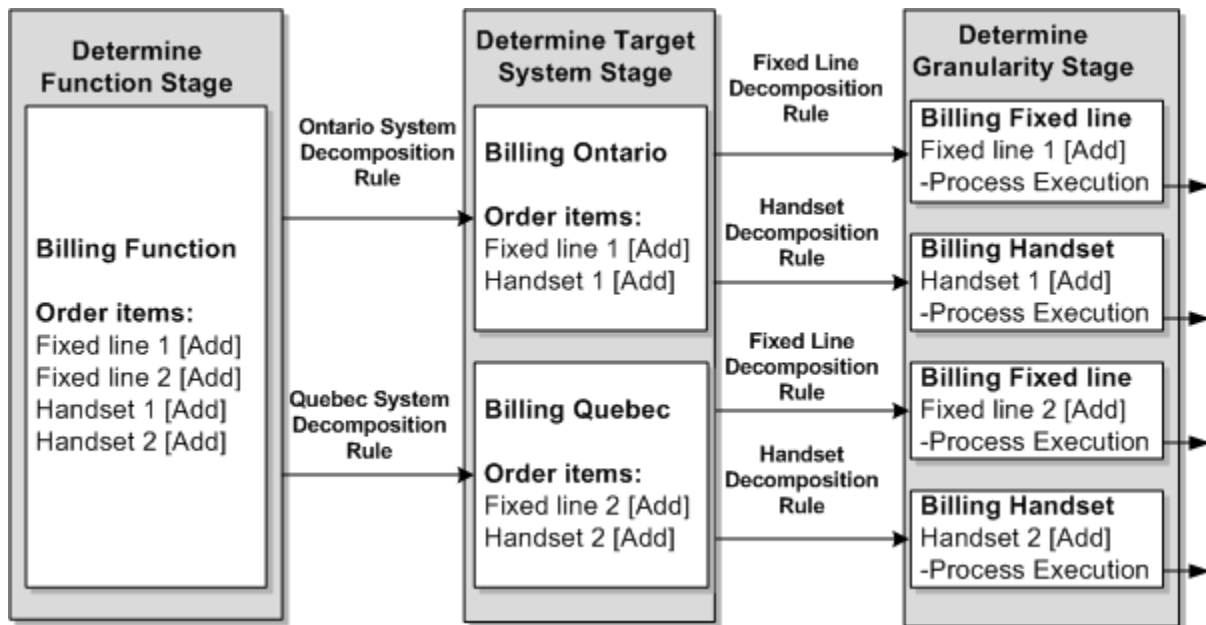 Determine
Function Stage
Billing Function
Order items:
Fixed line 1 [Add]
Fixed line 2 [Add]
Handset 1 [Add]
Handset 2 [Add]
Ontario System
Decomposition
Rule
Quebec System
Decomposition
Rule
Determine Target
System Stage
Billing Ontario
Order items:
Fixed line 1 [Add]
Handset 1 [Add]
Billing Quebec
Order items:
Fixed line 2 [Add]
Handset 2 [Add]
Fixed Line
Decomposition
Rule
Handset
Decomposition
Rule
Fixed Line
Decomposition
Rule
Handset
Decomposition
Rule
Determine
Granularity Stage
Billing Fixed line
Fixed line 1 [Add]
-Process Execution
Billing Handset
Handset 1 [Add]
-Process Execution
Billing Fixed line
Fixed line 2 [Add]
-Process Execution
Billing Handset
Handset 2 [Add]
-Process Execution